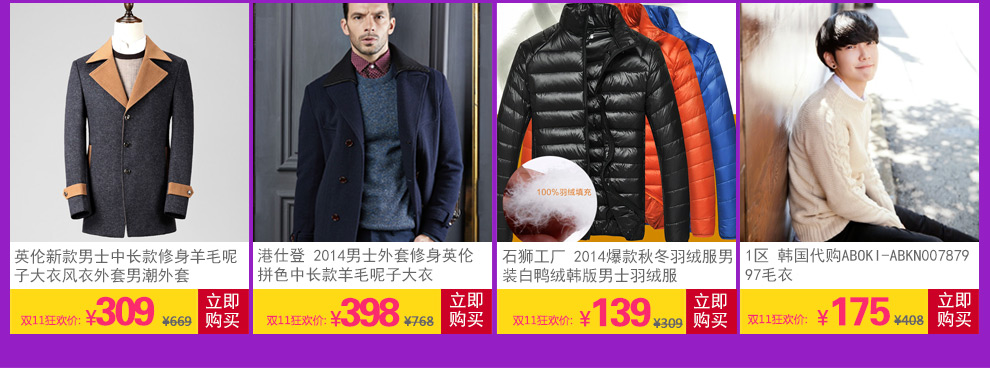 100%羽绒填充
英伦新款男士中长款修身羊毛呢
子大衣风衣外套男潮外套
双11狂欢价: ¥309 ¥669
立即
购买
港仕登 2014男士外套修身英伦
拼色中长款羊毛呢子大衣
双11狂欢价: ¥398 ¥768
立即
购买
石狮工厂 2014爆款秋冬羽绒服男
装白鸭绒韩版男士羽绒服
双11狂欢价: ¥139 ¥309
立即
购买
1区 韩国代购ABOKI-ABKN007879
97毛衣
双11狂欢价: ¥175 ¥408
立即
购买